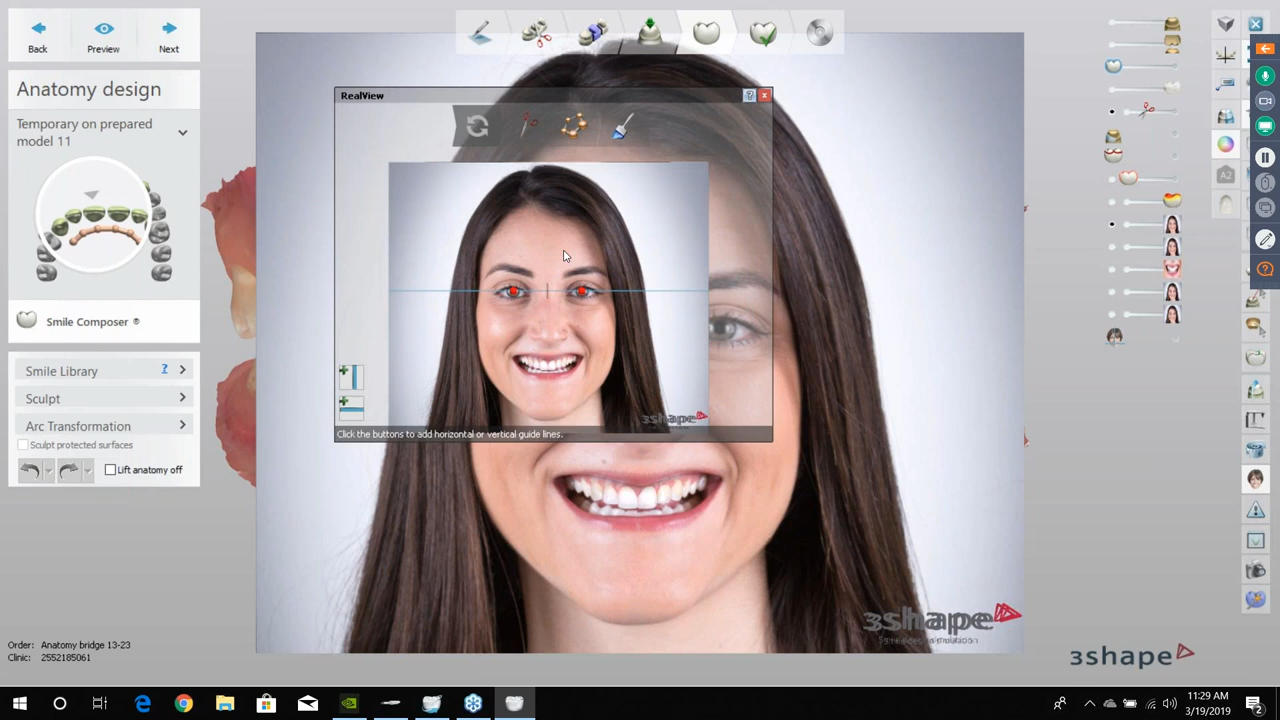 Back
Preview
Next
Anatomy design
Temporary on prepared
model 11
Smile Composer ®
Smile Library
?
Sculpt
Arc Transformation
Sculpt protected surfaces
Lift anatomy off
Order: Anatomy bridge 13-23
Clinic: 2552185061
RealView
?
3shape
Click the buttons to add horizontal or vertical guide lines.
3shape
3shape
A2
11:29 AM
3/19/2019
2